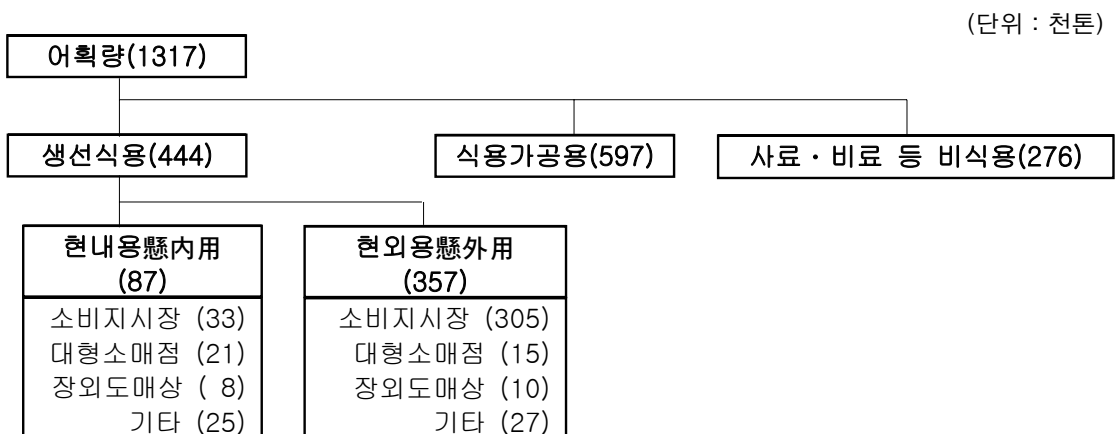 (단위 : 천톤)
어획량(1317)
생선식용(444)
식용가공용(597)
사료・비료 등 비식용(276)
현내용懸內用
(87)
소비지시장 (33)
대형소매점 (21)
장외도매상 ( 8)
기타 (25)
현외용懸外用
(357)
소비지시장 (305)
대형소매점 (15)
장외도매상 (10)
기타 (27)